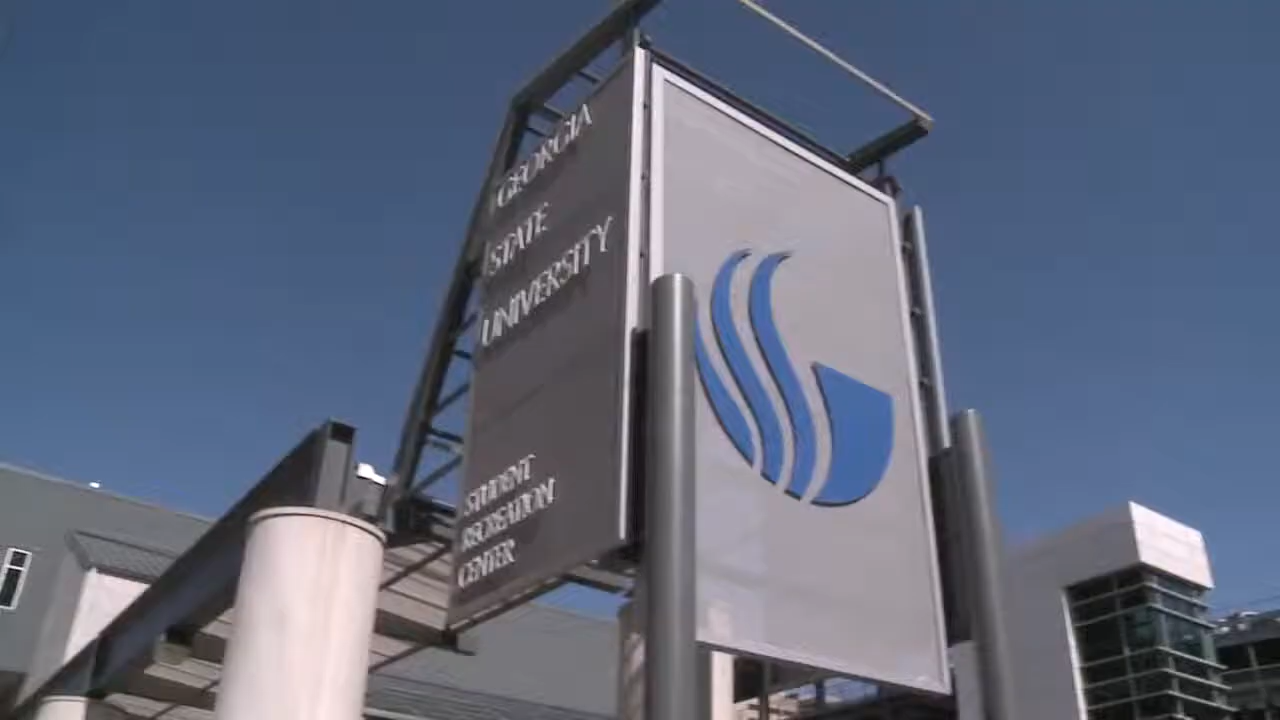 GEORGIA
STATE
UNIVERSITY
STUDENT
RECREATION
CENTER